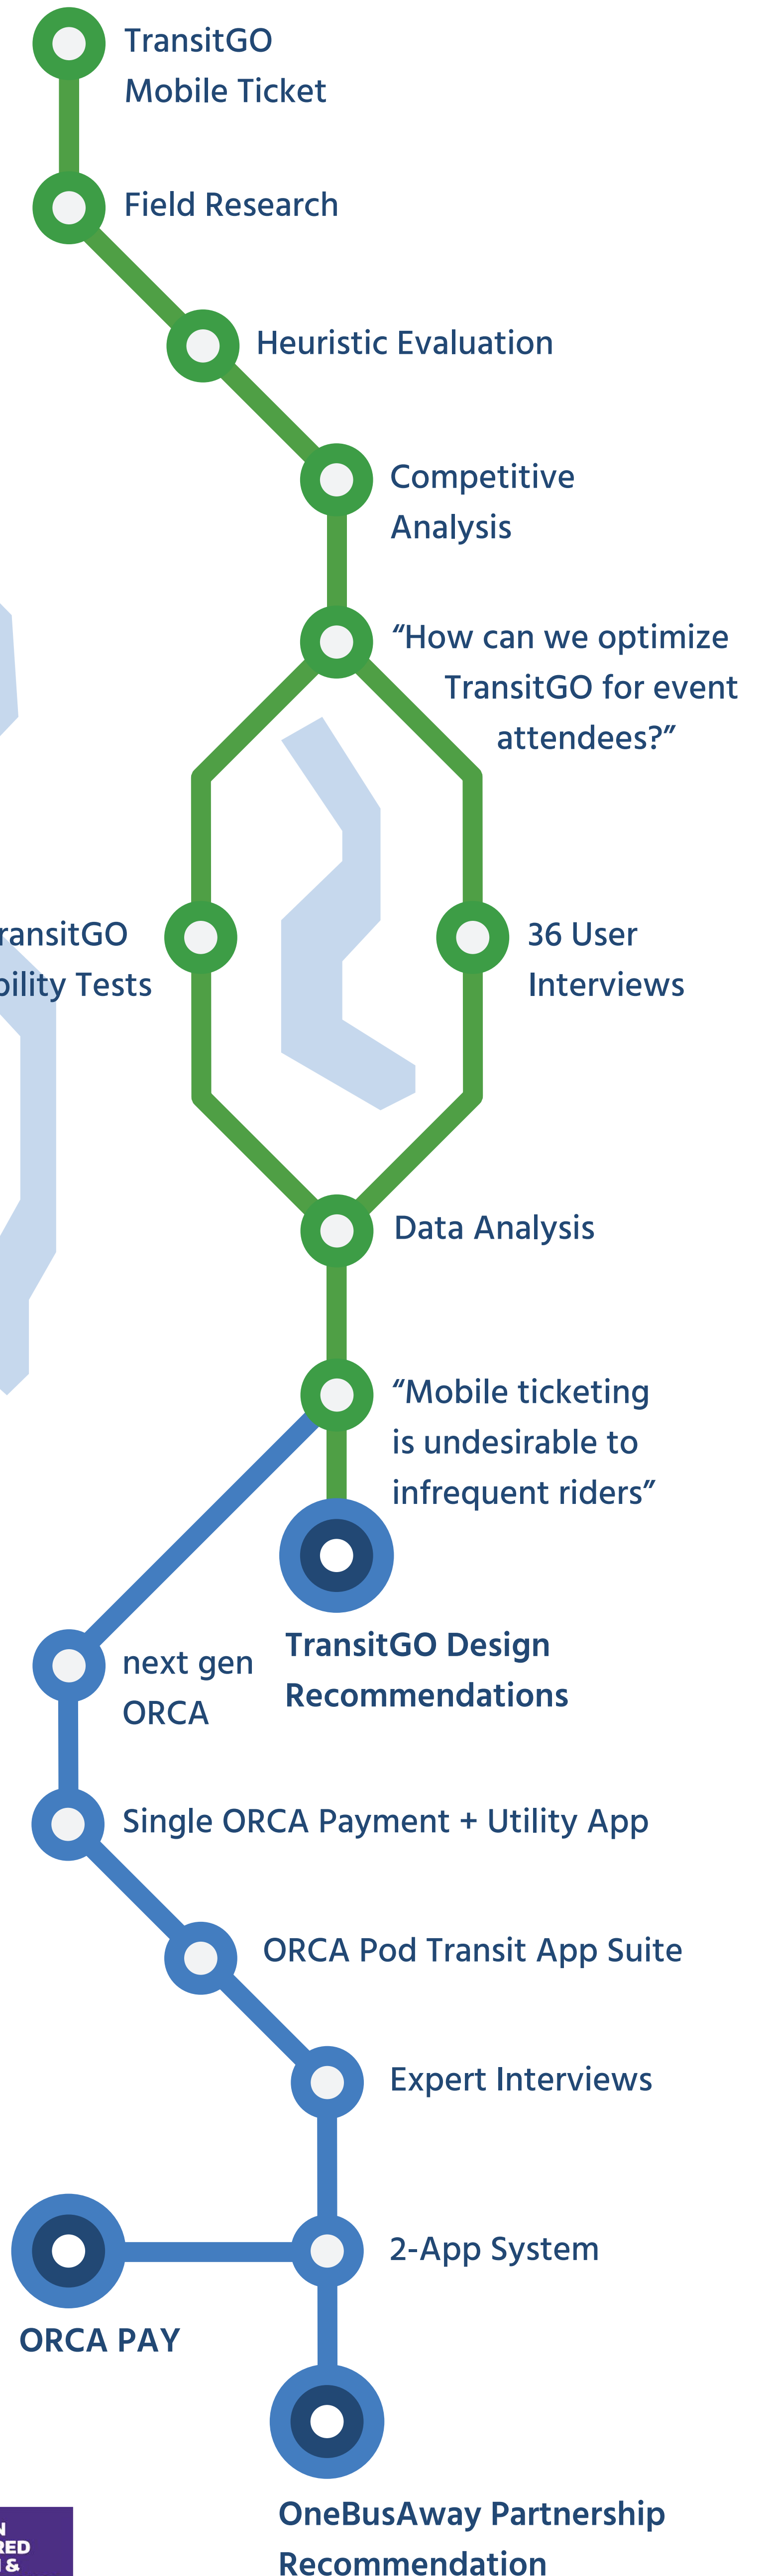 TransitGO
Mobile Ticket
Field Research
Heuristic Evaluation
Competitive
Analysis
“How can we optimize
TransitGO for event
attendees?”
36 User
Interviews
Tests
Data Analysis
“Mobile ticketing
is undesirable to
infrequent riders”
TransitGO Design
Recommendations
next gen
ORCA
Single ORCA Payment + Utility App
ORCA Pod Transit App Suite
Expert Interviews
2-App System
ORCA PAY
OneBusAway Partnership
Recommendation
&